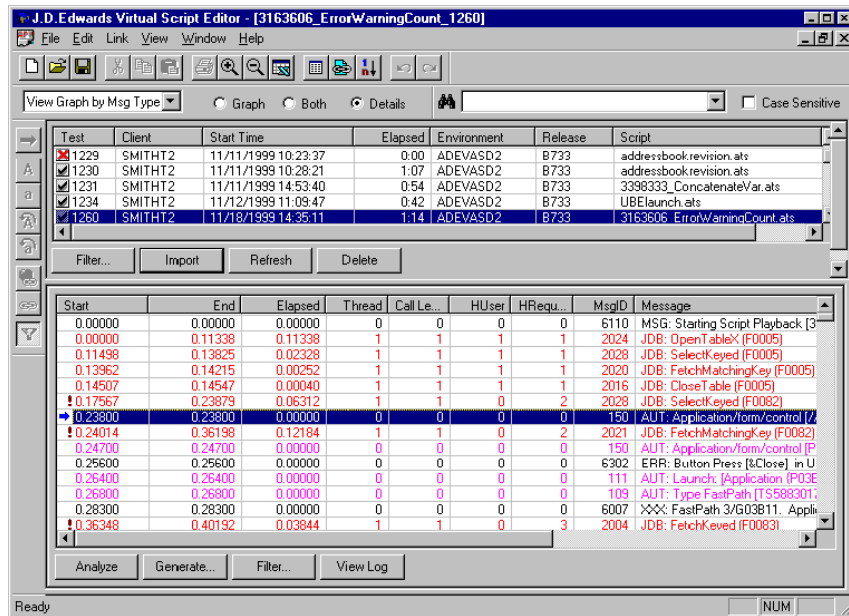 J.D.Edwards Virtual Script Editor - [3163606_ErrorWarningCount_1260]
File Edit Link View Window Help
View Graph by Msg Type Graph Both Details Case Sensitive
Test Client Start Time Elapsed Environment Release Script
1229 SMITHT2 11/11/1999 10:23:37 0:00 ADEVASD2 B733 addressbook.revision.ats
1230 SMITHT2 11/11/1999 10:28:21 1:07 ADEVASD2 B733 addressbook.revision.ats
1231 SMITHT2 11/11/1999 14:53:40 0:54 ADEVASD2 B733 3398333_ConcatenateVar.ats
1234 SMITHT2 11/12/1999 11:09:47 0:42 ADEVASD2 B733 UBElaunch.ats
1260 SMITHT2 11/18/1999 14:35:11 1:14 ADEVASD2 B733 3163606_ErrorWarningCount.ats
Filter... Import Refresh Delete
Start End Elapsed Thread Call Le... HUser HRequ... MsgID Message
0.00000 0.00000 0.00000 0 0 0 0 6110 MSG: Starting Script Playback [3
0.00000 0.11338 0.11338 1 1 1 1 2024 JDB: OpenTableX (F0005)
0.11498 0.13825 0.02328 1 1 1 1 2028 JDB: SelectKeyed (F0005)
0.13962 0.14215 0.00252 1 1 1 1 2020 JDB: FetchMatchingKey (F0005)
0.14507 0.14547 0.00040 1 1 1 1 2016 JDB: CloseTable (F0005)
0.17567 0.23879 0.06312 1 1 0 2 2028 JDB: SelectKeyed (F0082)
0.23800 0.23800 0.00000 0 0 0 0 150 AUT: Application/form/control [/
0.24014 0.36198 0.12184 1 1 0 2 2021 JDB: FetchMatchingKey (F0082)
0.24700 0.24700 0.00000 0 0 0 0 150 AUT: Application/form/control [P
0.25600 0.25600 0.00000 0 0 0 0 6302 ERR: Button Press [&Close] in U
0.26400 0.26400 0.00000 0 0 0 0 111 AUT: Launch: [Application {P03B
0.26800 0.26800 0.00000 0 0 0 0 109 AUT: Type FastPath [TS5883017
0.28300 0.28300 0.00000 0 0 0 0 6007 XXX: FastPath 3/G03B11. Appli
0.36348 0.40192 0.03844 1 1 0 3 2004 JDB: FetchKeyed (F0083)
Analyze Generate... Filter... View Log
Ready NUM